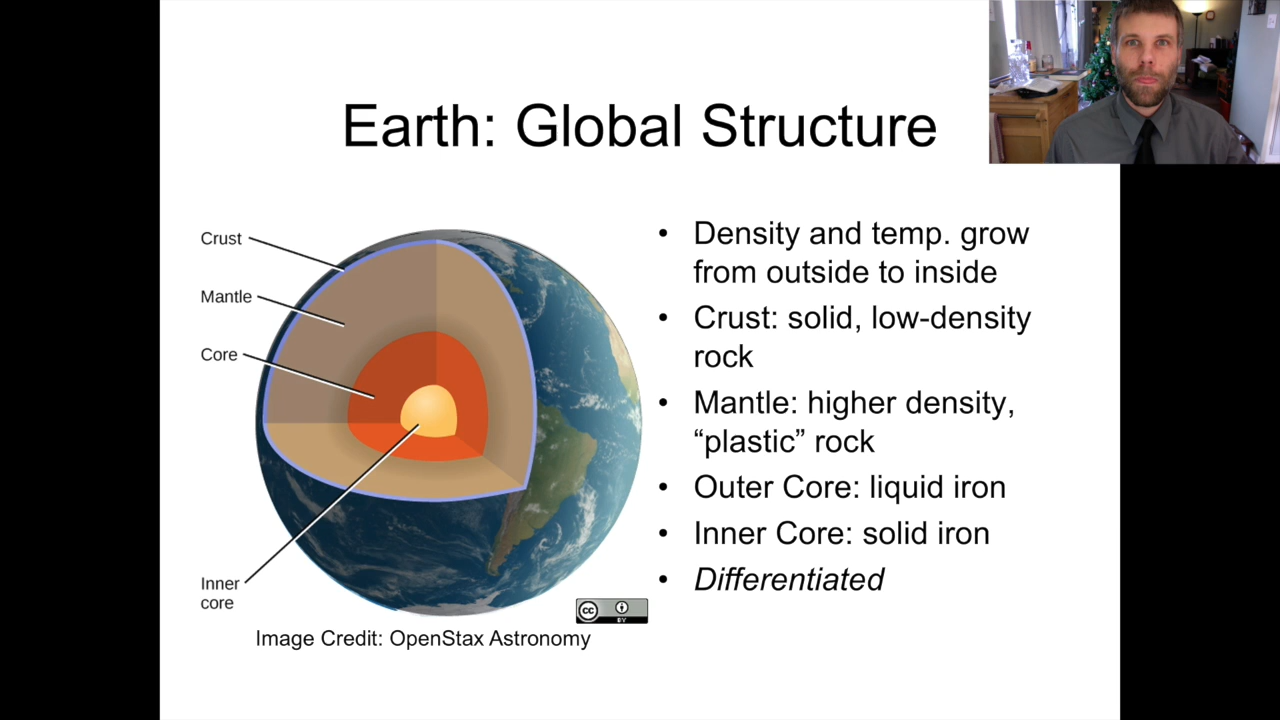 Earth: Global Structure
Crust
Mantle
Core
Inner
core
• Density and temp. grow
from outside to inside
• Crust: solid, low-density
rock
• Mantle: higher density,
“plastic” rock
• Outer Core: liquid iron
• Inner Core: solid iron
• Differentiated
cc
BY
Image Credit: OpenStax Astronomy